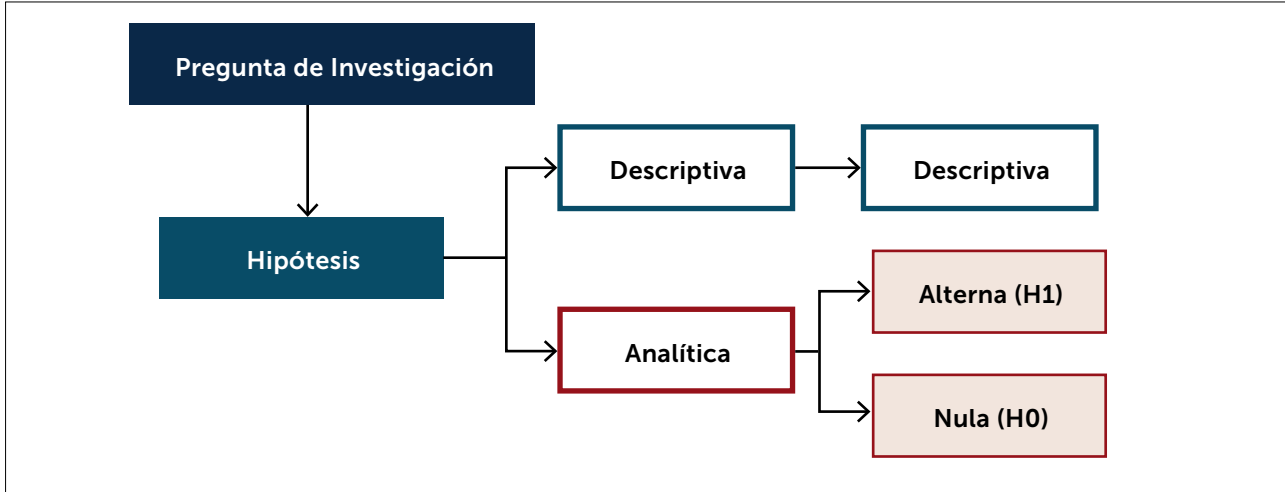 Pregunta de Investigación
Hipótesis
Descriptiva
Descriptiva
Analítica
Alterna (H1)
Nula (H0)